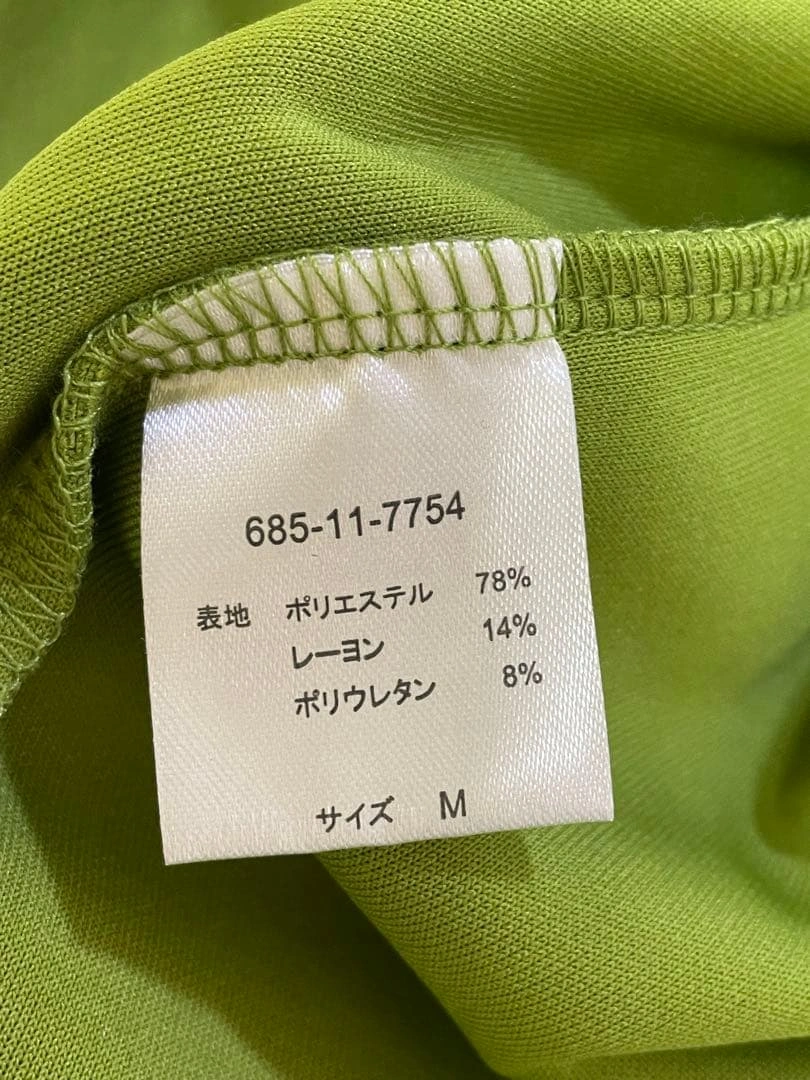 685-11-7754
表地 ポリエステル 78%
レーヨン 14%
ポリウレタン 8%
サイズ M